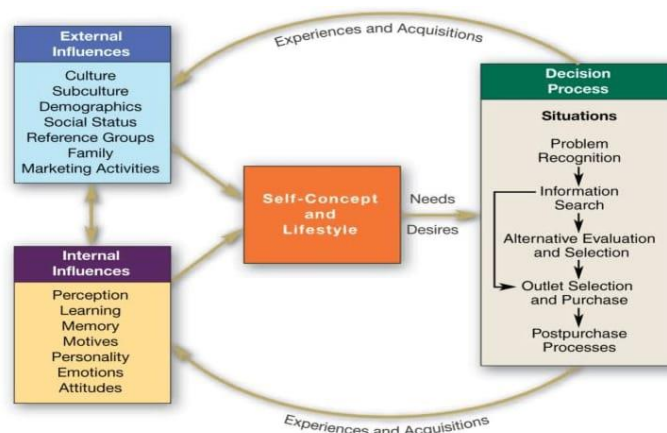 External
Influences
Culture
Subculture
Demographics
Social Status
Reference Groups
Family
Marketing Activities
Internal
Influences
Perception
Learning
Memory
Motives
Personality
Emotions
Attitudes
Experiences and Acquisitions
Self-Concept
and
Lifestyle
Needs
Desires
Experiences and Acquisitions
Decision
Process
Situations
Problem
Recognition
Information
Search
Alternative Evaluation
and Selection
Outlet Selection
and Purchase
Postpurchase
Processes